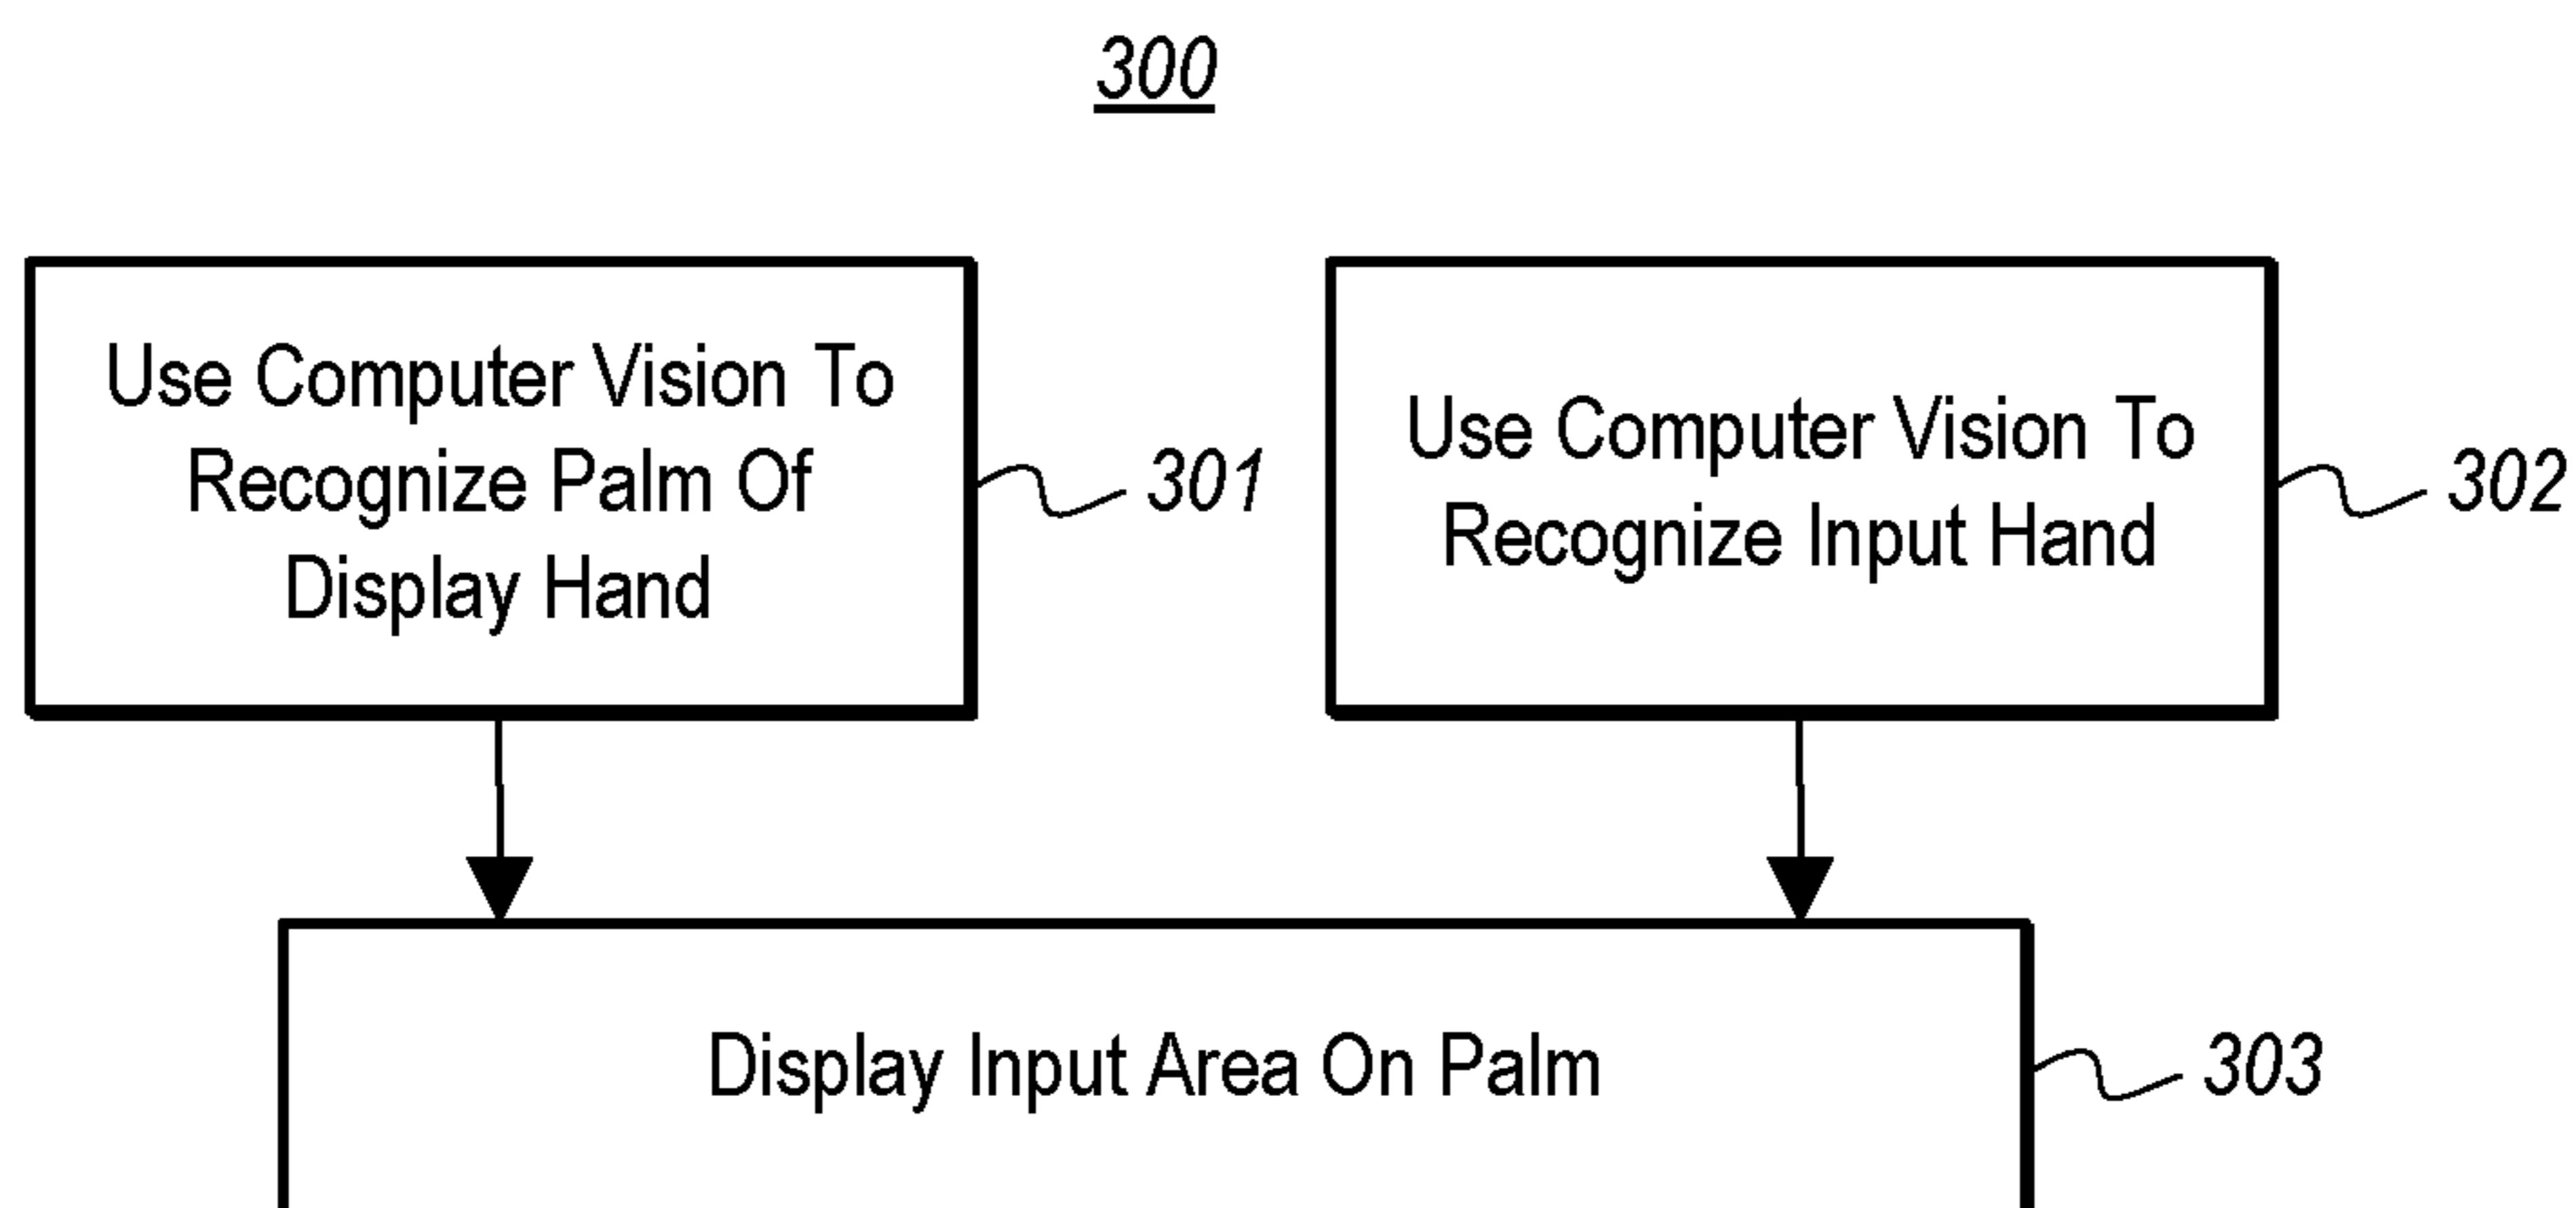 300
Use Computer Vision To
Recognize Palm Of
Display Hand
301
Use Computer Vision To
Recognize Input Hand
302
Display Input Area On Palm
303